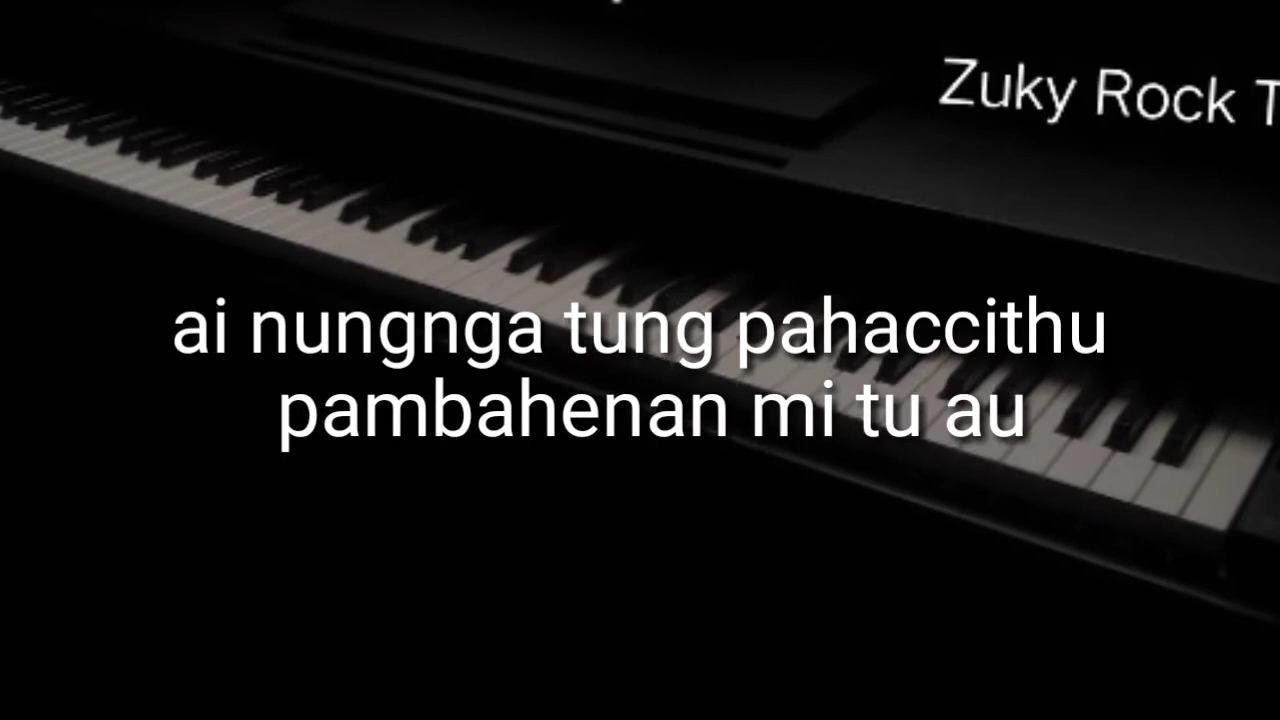 Zuky Rock T
ai nungnga tung pahaccithu
pambahenan mi tu au